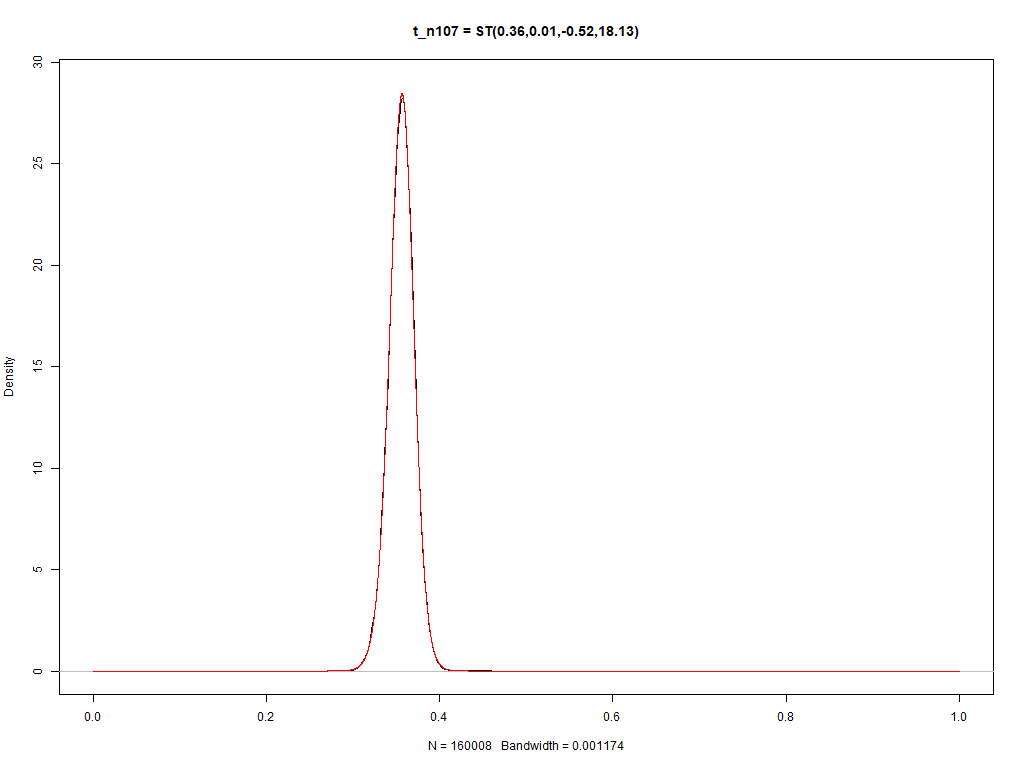 t_n107 = ST(0.36,0.01,-0.52,18.13)
Density
30
25
20
15
10
5
0
0.0 0.2 0.4 0.6 0.8 1.0
N = 160008 Bandwidth = 0.001174